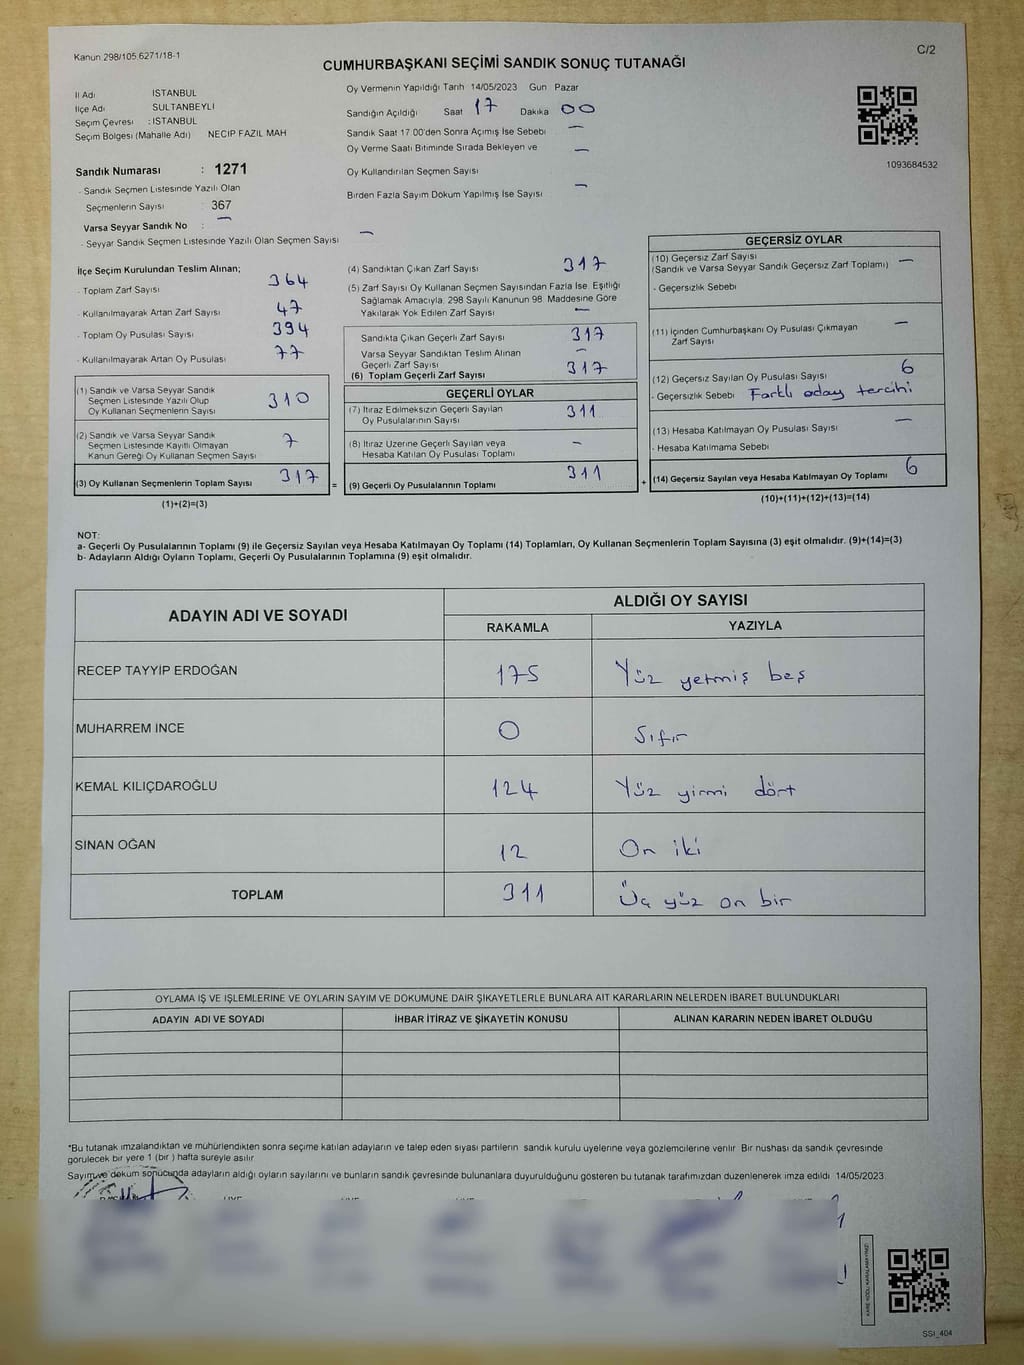 Kanun 298/105 6271/18-1
C/2
CUMHURBAŞKANI SEÇİMİ SANDIK SONUÇ TUTANAĞI
İl Adı İSTANBUL
İlçe Adı SULTANBEYLİ
Seçim Çevresi : İSTANBUL
Seçim Bölgesi (Mahalle Adı) NECİP FAZIL MAH
Sandık Numarası : 1271
- Sandık Seçmen Listesinde Yazılı Olan
Seçmenlerin Sayısı : 367
Varsa Seyyar Sandık No : —
- Seyyar Sandık Seçmen Listesinde Yazılı Olan Seçmen Sayısı —
Oy Vermenin Yapıldığı Tarih 14/05/2023 Gün Pazar
Sandığın Açıldığı Saat 17 Dakika 00
Sandık Saat 17 00'den Sonra Açılmış İse Sebebi —
Oy Verme Saati Bitiminde Sırada Bekleyen ve —
Oy Kullandırılan Seçmen Sayısı
Birden Fazla Sayım Döküm Yapılmış İse Sayısı —
1093684532
İlçe Seçim Kurulundan Teslim Alınan;
- Toplam Zarf Sayısı 364
- Kullanılmayarak Artan Zarf Sayısı 47
- Toplam Oy Pusulası Sayısı 394
- Kullanılmayarak Artan Oy Pusulası 77
(1) Sandık ve Varsa Seyyar Sandık
Seçmen Listesinde Yazılı Olup 310
Oy Kullanan Seçmenlerin Sayısı
(2) Sandık ve Varsa Seyyar Sandık
Seçmen Listesinde Kayıtlı Olmayan 7
Kanun Gereği Oy Kullanan Seçmen Sayısı
(3) Oy Kullanan Seçmenlerin Toplam Sayısı 317 =
(1)+(2)=(3)
(4) Sandıktan Çıkan Zarf Sayısı 317
(5) Zarf Sayısı Oy Kullanan Seçmen Sayısından Fazla İse, Eşitliği
Sağlamak Amacıyla, 298 Sayılı Kanunun 98. Maddesine Göre
Yakılarak Yok Edilen Zarf Sayısı —
Sandıkta Çıkan Geçerli Zarf Sayısı 317
Varsa Seyyar Sandıktan Teslim Alınan —
Geçerli Zarf Sayısı
(6) Toplam Geçerli Zarf Sayısı 317
GEÇERLİ OYLAR
(7) İtiraz Edilmeksizin Geçerli Sayılan 311
Oy Pusulalarının Sayısı
(8) İtiraz Üzerine Geçerli Sayılan veya —
Hesaba Katılan Oy Pusulası Toplamı
(9) Geçerli Oy Pusulalarının Toplamı 311 +
GEÇERSİZ OYLAR
(10) Geçersiz Zarf Sayısı —
(Sandık ve Varsa Seyyar Sandık Geçersiz Zarf Toplamı)
- Geçersizlik Sebebi
(11) İçinden Cumhurbaşkanı Oy Pusulası Çıkmayan —
Zarf Sayısı
(12) Geçersiz Sayılan Oy Pusulası Sayısı 6
- Geçersizlik Sebebi Farklı aday tercihi
(13) Hesaba Katılmayan Oy Pusulası Sayısı —
- Hesaba Katılmama Sebebi
(14) Geçersiz Sayılan veya Hesaba Katılmayan Oy Toplamı 6
(10)+(11)+(12)+(13)=(14)
NOT:
a- Geçerli Oy Pusulalarının Toplamı (9) ile Geçersiz Sayılan veya Hesaba Katılmayan Oy Toplamı (14) Toplamları, Oy Kullanan Seçmenlerin Toplam Sayısına (3) eşit olmalıdır. (9)+(14)=(3)
b- Adayların Aldığı Oyların Toplamı, Geçerli Oy Pusulalarının Toplamına (9) eşit olmalıdır.
ADAYIN ADI VE SOYADI ALDIĞI OY SAYISI
RAKAMLA YAZIYLA
RECEP TAYYİP ERDOĞAN 175 Yüz yetmiş beş
MUHARREM İNCE 0 Sıfır
KEMAL KILIÇDAROĞLU 124 Yüz yirmi dört
SİNAN OĞAN 12 On iki
TOPLAM 311 Üç yüz on bir
OYLAMA İŞ VE İŞLEMLERİNE VE OYLARIN SAYIM VE DÖKÜMÜNE DAİR ŞİKAYETLERLE BUNLARA AİT KARARLARIN NELERDEN İBARET BULUNDUKLARI
ADAYIN ADI VE SOYADI İHBAR İTİRAZ VE ŞİKAYETİN KONUSU ALINAN KARARIN NEDEN İBARET OLDUĞU
*Bu tutanak imzalandıktan ve mühürlendikten sonra seçime katılan adayların ve talep eden siyasi partilerin sandık kurulu üyelerine veya gözlemcilerine verilir Bir nüshası da sandık çevresinde
görülecek bir yere 1 (bir) hafta süreyle asılır
Sayım ve döküm sonucunda adayların aldığı oyların sayılarını ve bunların sandık çevresinde bulunanlara duyurulduğunu gösteren bu tutanak tarafımızdan düzenlenerek imza edildi 14/05/2023
KARE KODU KARALAMAYINIZ!
SSI_404